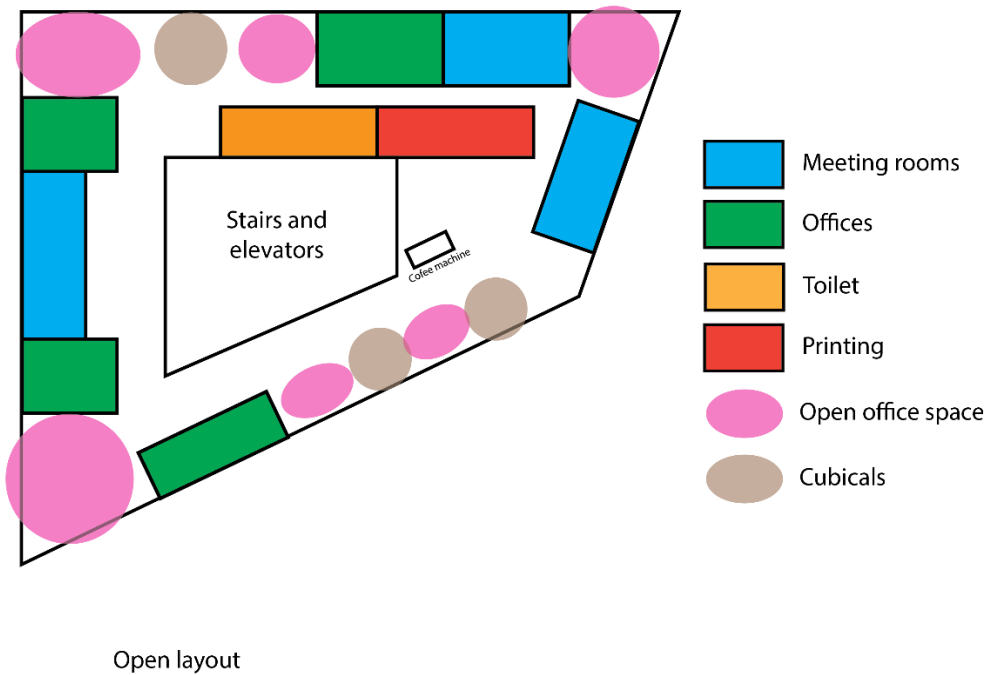 Stairs and
elevators
Cofee machine
Meeting rooms
Offices
Toilet
Printing
Open office space
Cubicals
Open layout